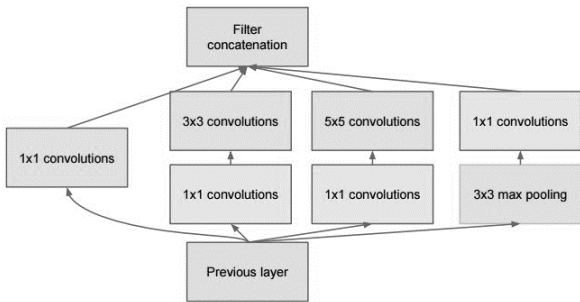 Filter
concatenation
3x3 convolutions
5x5 convolutions
1x1 convolutions
1x1 convolutions
1x1 convolutions
1x1 convolutions
3x3 max pooling
Previous layer